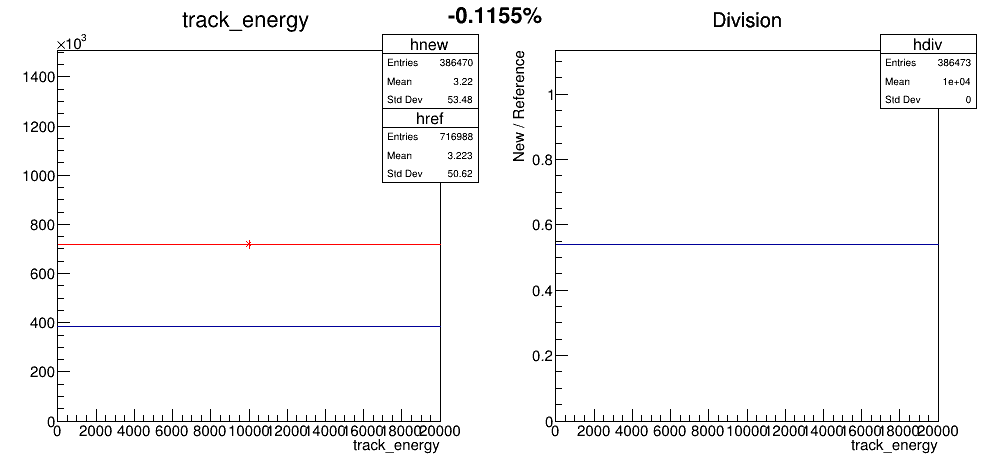 track_energy
-0.1155%
Division
×10³
hnew
Entries 386470
Mean 3.22
Std Dev 53.48
href
Entries 716988
Mean 3.223
Std Dev 50.62
1400
1200
1000
800
600
400
200
0
0 2000 4000 6000 8000 10000 12000 14000 16000 18000 20000
track_energy
hdiv
Entries 386473
Mean 1e+04
Std Dev 0
New / Reference
1
0.8
0.6
0.4
0.2
0
0 2000 4000 6000 8000 10000 12000 14000 16000 18000 20000
track_energy